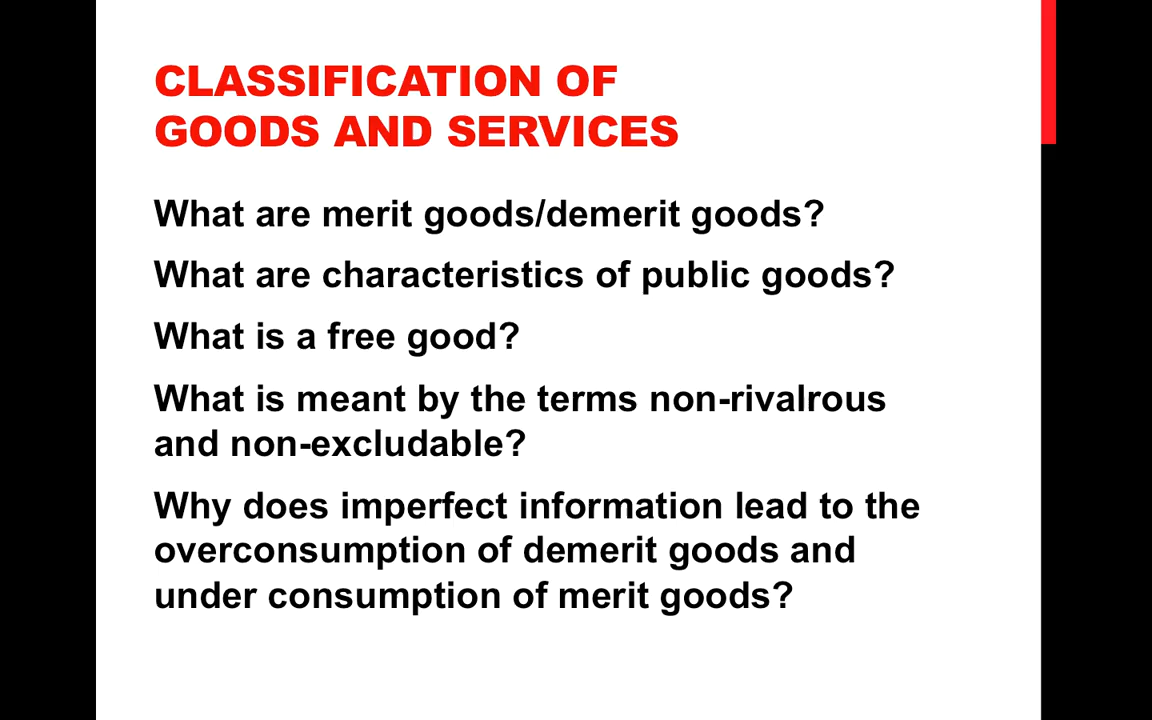 CLASSIFICATION OF
GOODS AND SERVICES
What are merit goods/demerit goods?
What are characteristics of public goods?
What is a free good?
What is meant by the terms non-rivalrous
and non-excludable?
Why does imperfect information lead to the
overconsumption of demerit goods and
under consumption of merit goods?